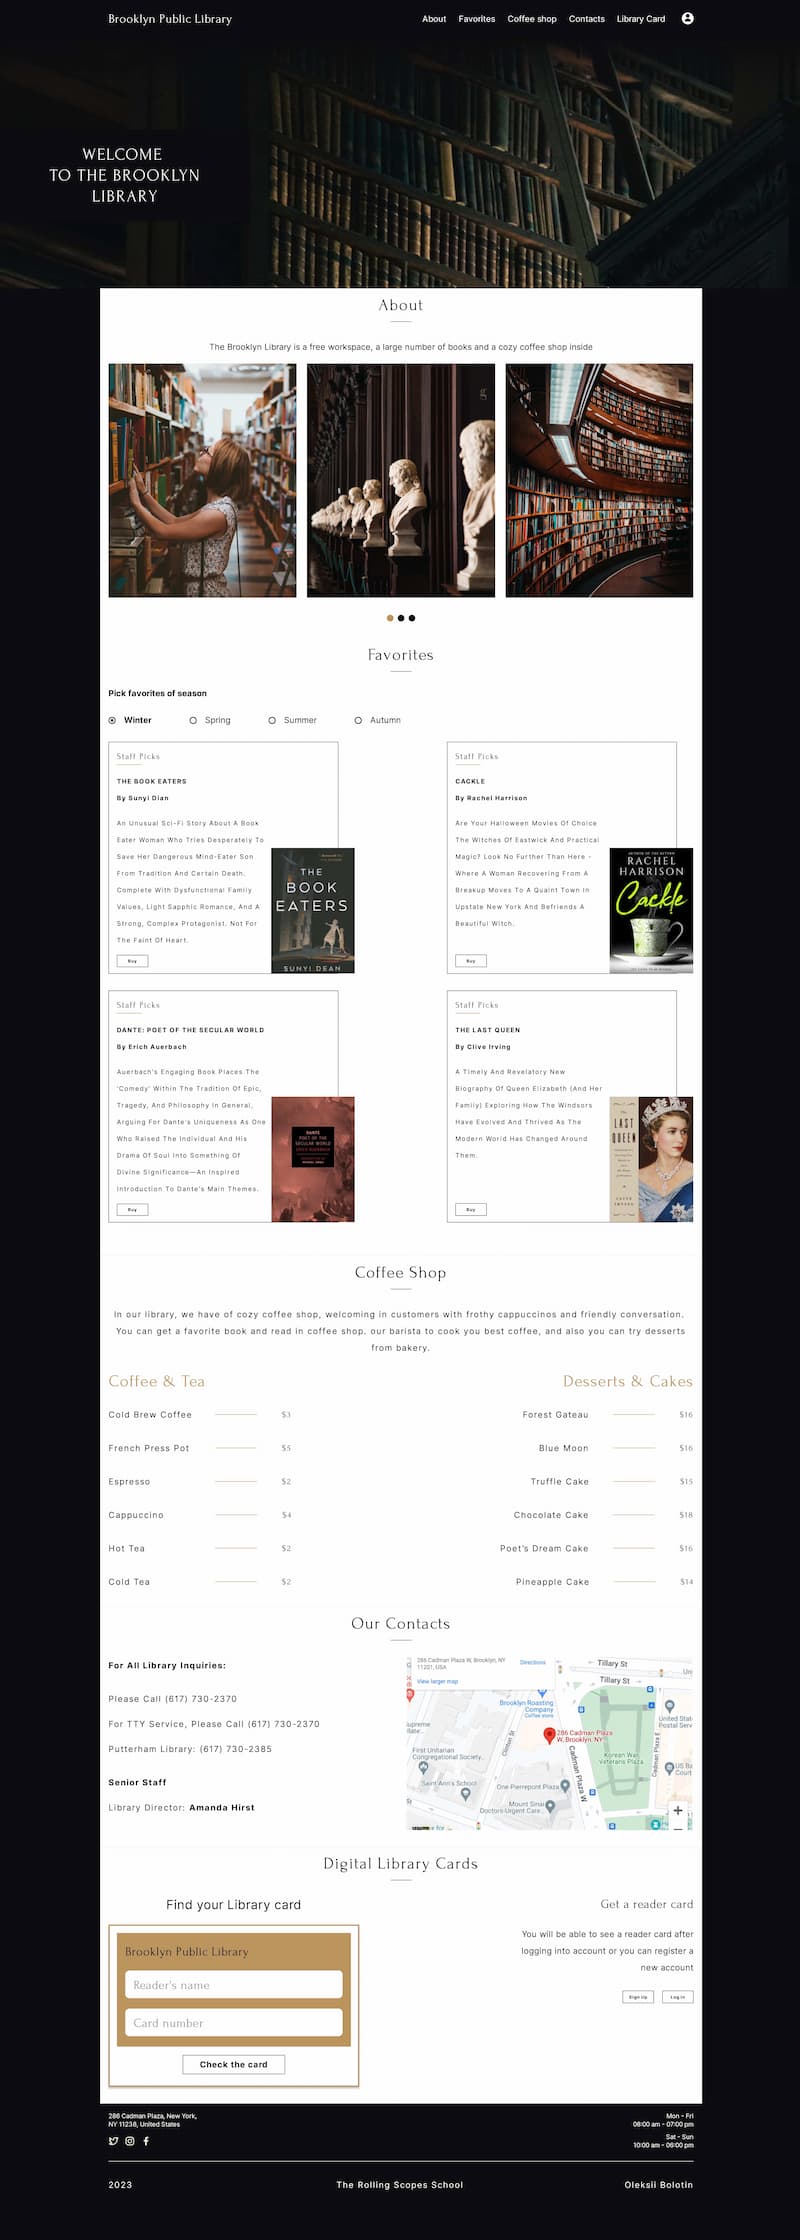 Brooklyn Public Library
About Favorites Coffee shop Contacts Library Card
WELCOME
TO THE BROOKLYN
LIBRARY
About
The Brooklyn Library is a free workspace, a large number of books and a cozy coffee shop inside
Favorites
Pick favorites of season
Winter Spring Summer Autumn
Staff Picks
THE BOOK EATERS
By Sunyi Dian
An Unusual Sci-Fi Story About A Book
Eater Woman Who Tries Desperately To
Save Her Dangerous Mind-Eater Son
From Tradition And Certain Death.
Complete With Dysfunctional Family
Values, Light Sapphic Romance, And A
Strong, Complex Protagonist. Not For
The Faint Of Heart.
Buy
THE
BOOK
EATERS
SUNYI DEAN
Staff Picks
CACKLE
By Rachel Harrison
Are Your Halloween Movies Of Choice
The Witches Of Eastwick And Practical
Magic? Look No Further Than Here -
Where A Woman Recovering From A
Breakup Moves To A Quaint Town In
Upstate New York And Befriends A
Beautiful Witch.
Buy
RACHEL
HARRISON
Cackle
Staff Picks
DANTE: POET OF THE SECULAR WORLD
By Erich Auerbach
Auerbach's Engaging Book Places The
'Comedy' Within The Tradition Of Epic,
Tragedy, And Philosophy In General,
Arguing For Dante's Uniqueness As One
Who Raised The Individual And His
Drama Of Soul Into Something Of
Divine Significance—An Inspired
Introduction To Dante's Main Themes.
Buy
DANTE
POET OF THE
SECULAR WORLD
ERICH AUERBACH
Staff Picks
THE LAST QUEEN
By Clive Irving
A Timely And Revelatory New
Biography Of Queen Elizabeth (And Her
Family) Exploring How The Windsors
Have Evolved And Thrived As The
Modern World Has Changed Around
Them.
Buy
THE
LAST
QUEEN
CLIVE
IRVING
Coffee Shop
In our library, we have of cozy coffee shop, welcoming in customers with frothy cappuccinos and friendly conversation.
You can get a favorite book and read in coffee shop. our barista to cook you best coffee, and also you can try desserts
from bakery.
Coffee & Tea
Cold Brew Coffee $3
French Press Pot $5
Espresso $2
Cappuccino $4
Hot Tea $2
Cold Tea $2
Desserts & Cakes
Forest Gateau $16
Blue Moon $16
Truffle Cake $15
Chocolate Cake $18
Poet's Dream Cake $16
Pineapple Cake $14
Our Contacts
For All Library Inquiries:
Please Call (617) 730-2370
For TTY Service, Please Call (617) 730-2370
Putterham Library: (617) 730-2385
Senior Staff
Library Director: Amanda Hirst
286 Cadman Plaza W, Brooklyn, NY
11201, USA
Directions
View larger map
Tillary St
Tillary St
Brooklyn Roasting
Company
Coffee store
286 Cadman Plaza
W, Brooklyn, NY
Clinton St
Cadman Plaza W
Cadman Plaza E
Korean War
Veterans Plaza
First Unitarian
Congregational Society...
Saint Ann's School
One Pierrepont Plaza
Mount Sinai
Doctors Urgent Care...
Postal Serv
Court
Digital Library Cards
Find your Library card
Brooklyn Public Library
Reader's name
Card number
Check the card
Get a reader card
You will be able to see a reader card after
logging into account or you can register a
new account
Sign Up Log in
286 Cadman Plaza, New York,
NY 11238, United States
Mon - Fri
08:00 am - 07:00 pm
Sat - Sun
10:00 am - 06:00 pm
2023 The Rolling Scopes School Oleksii Bolotin